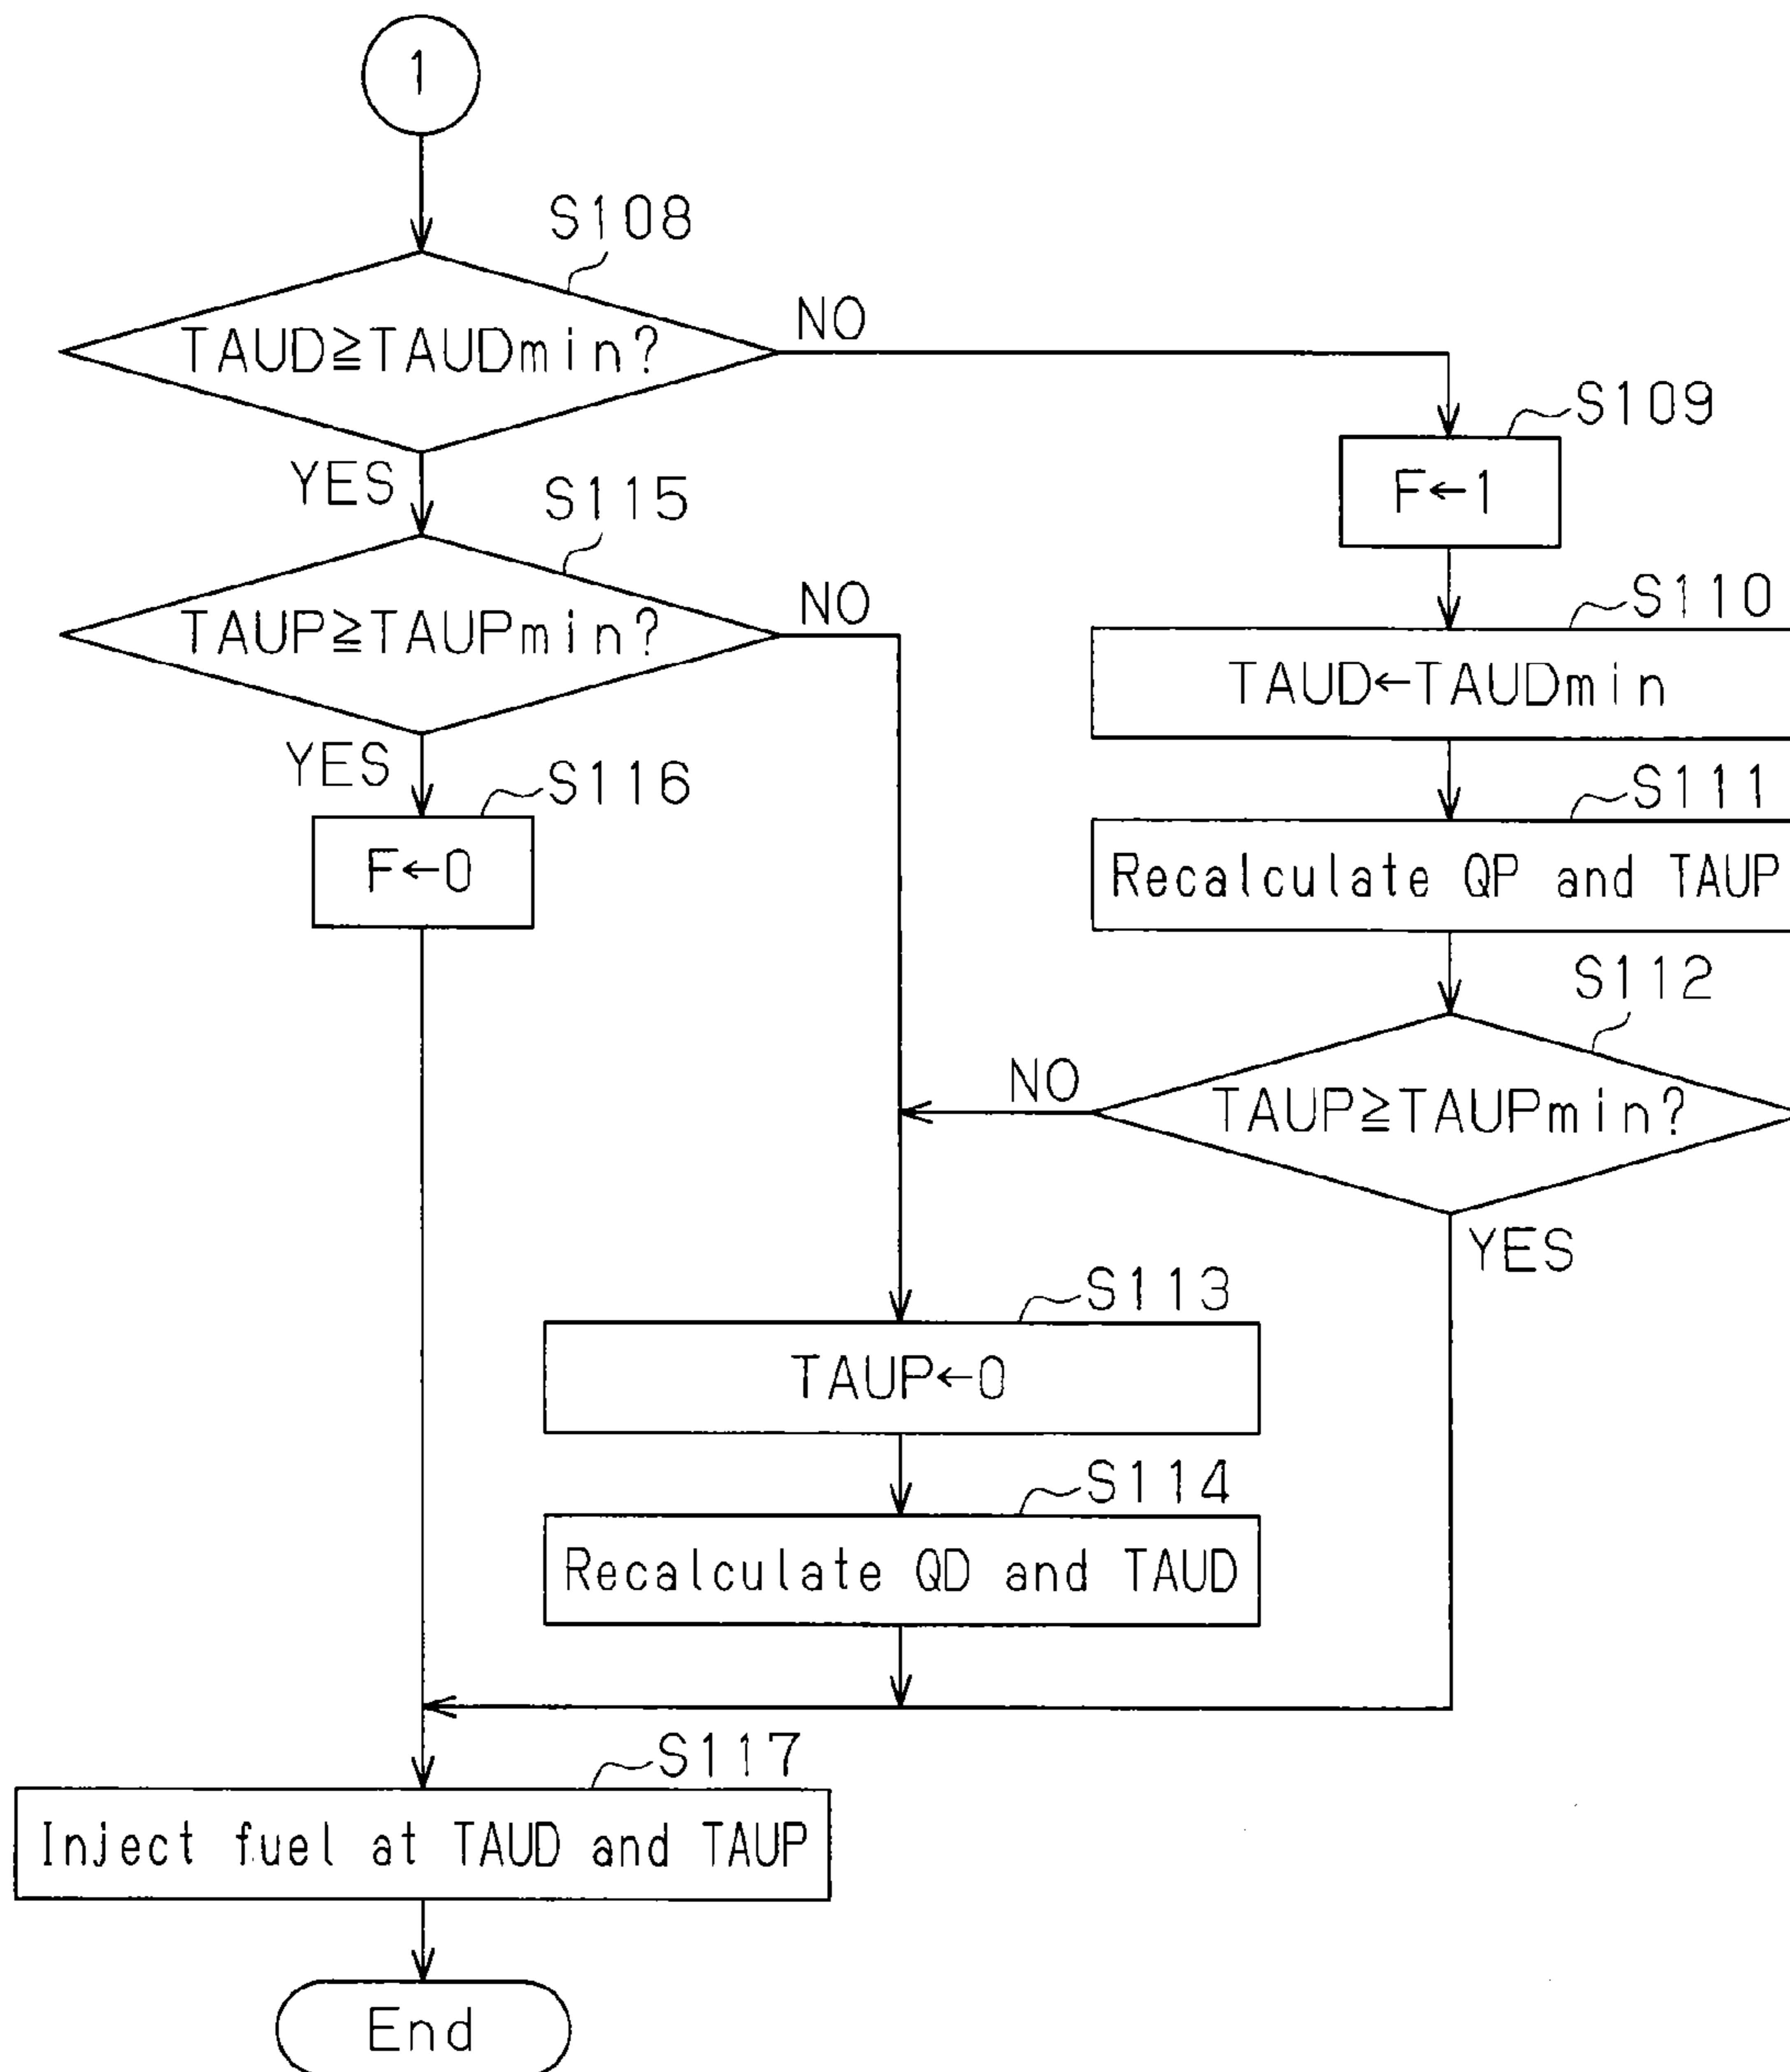 1
S108
TAUD≧TAUDmin?
NO
YES
S109
F←1
S115
TAUP≧TAUPmin?
NO
YES
S110
TAUD←TAUDmin
S116
F←0
S111
Recalculate QP and TAUP
S112
TAUP≧TAUPmin?
NO
YES
S113
TAUP←0
S114
Recalculate QD and TAUD
S117
Inject fuel at TAUD and TAUP
End